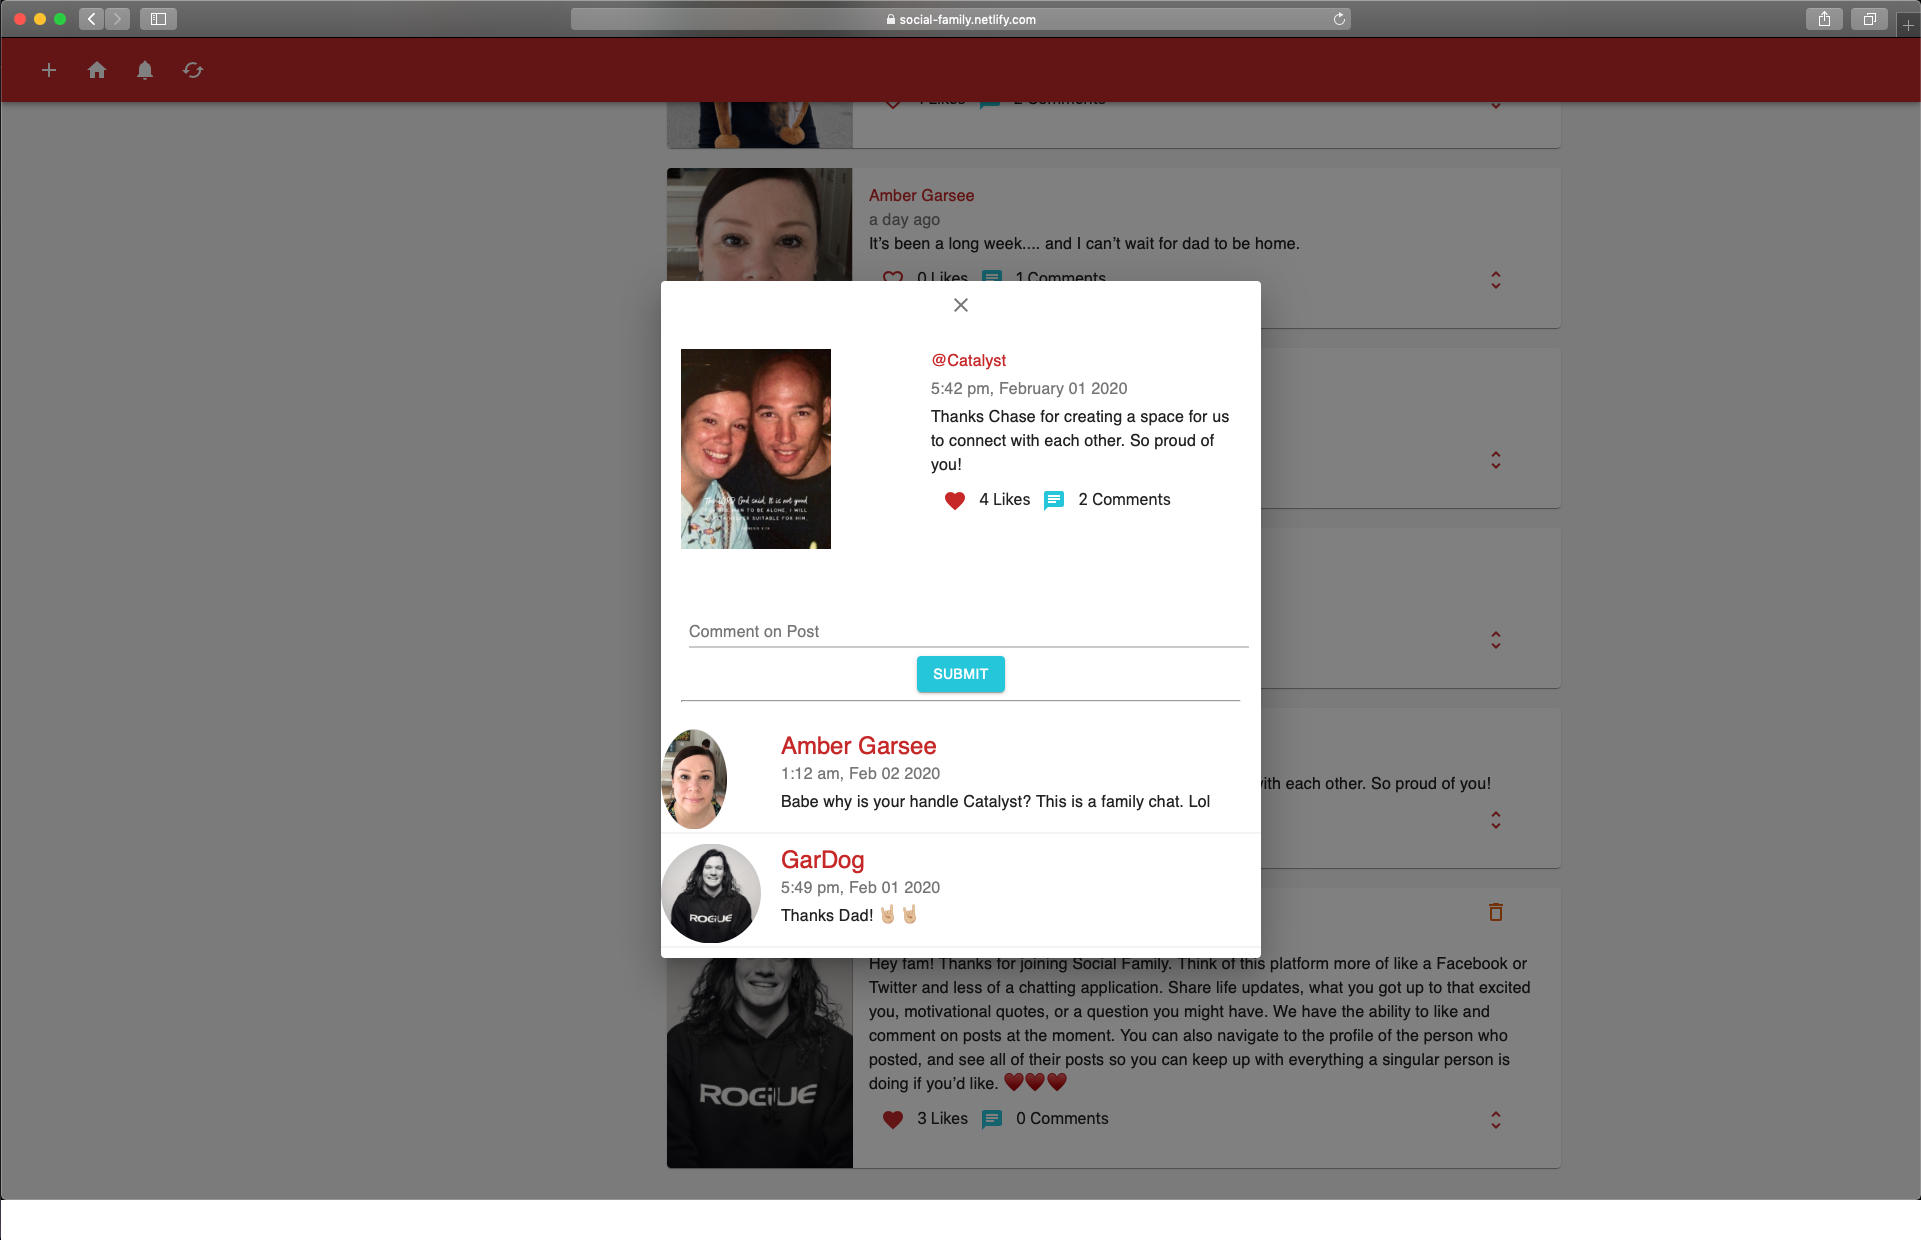 social-family.netlify.com
4 Likes 2 Comments
Amber Garsee
a day ago
It’s been a long week.... and I can’t wait for dad to be home.
0 Likes 1 Comments
@Catalyst
5:42 pm, February 01 2020
Thanks Chase for creating a space for us
to connect with each other. So proud of
you!
4 Likes 2 Comments
The LORD God said, It is not good
FOR THE MAN TO BE ALONE, I WILL
SUITABLE FOR HIM.
Comment on Post
SUBMIT
Amber Garsee
1:12 am, Feb 02 2020
Babe why is your handle Catalyst? This is a family chat. Lol
with each other. So proud of you!
GarDog
5:49 pm, Feb 01 2020
Thanks Dad! 🤘🏼🤘🏼
ROGUE
Hey fam! Thanks for joining Social Family. Think of this platform more of like a Facebook or
Twitter and less of a chatting application. Share life updates, what you got up to that excited
you, motivational quotes, or a question you might have. We have the ability to like and
comment on posts at the moment. You can also navigate to the profile of the person who
posted, and see all of their posts so you can keep up with everything a singular person is
doing if you’d like. ❤️❤️❤️
ROGUE
3 Likes 0 Comments